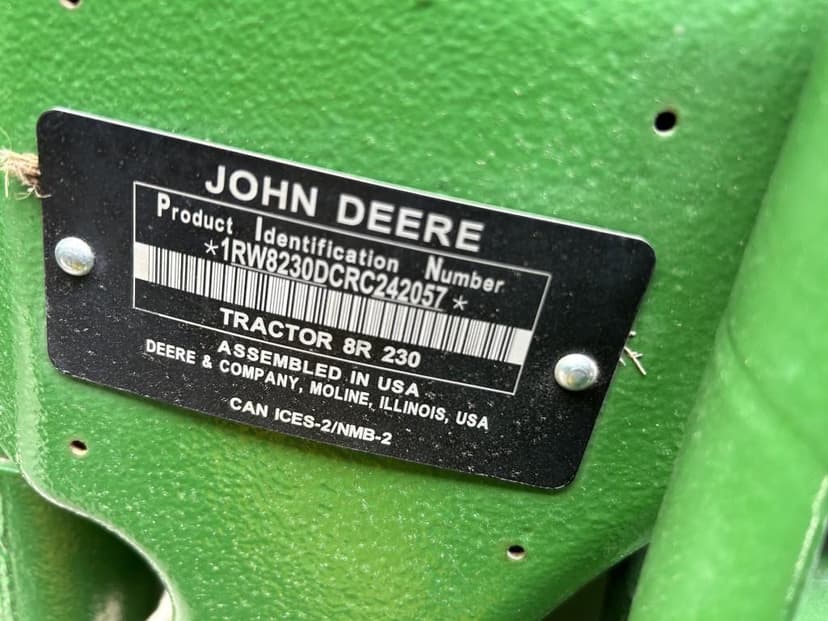 JOHN DEERE
Product Identification Number
*1RW8230DCRC242057*
TRACTOR 8R 230
ASSEMBLED IN USA
DEERE & COMPANY, MOLINE, ILLINOIS, USA
CAN ICES-2/NMB-2